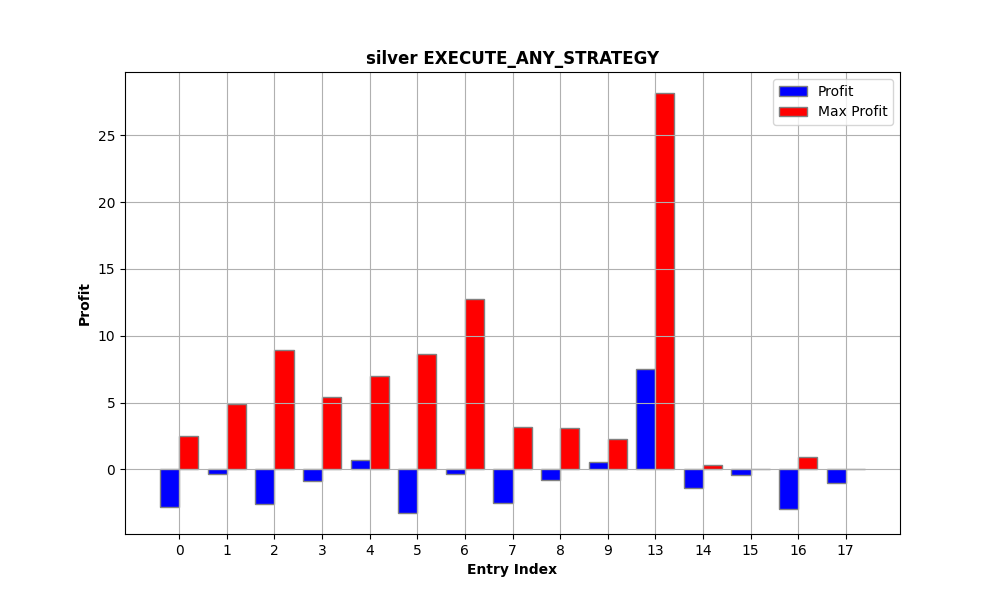 silver EXECUTE_ANY_STRATEGY
Profit
Max Profit
25
20
15
10
5
0
Profit
0 1 2 3 4 5 6 7 8 9 13 14 15 16 17
Entry Index